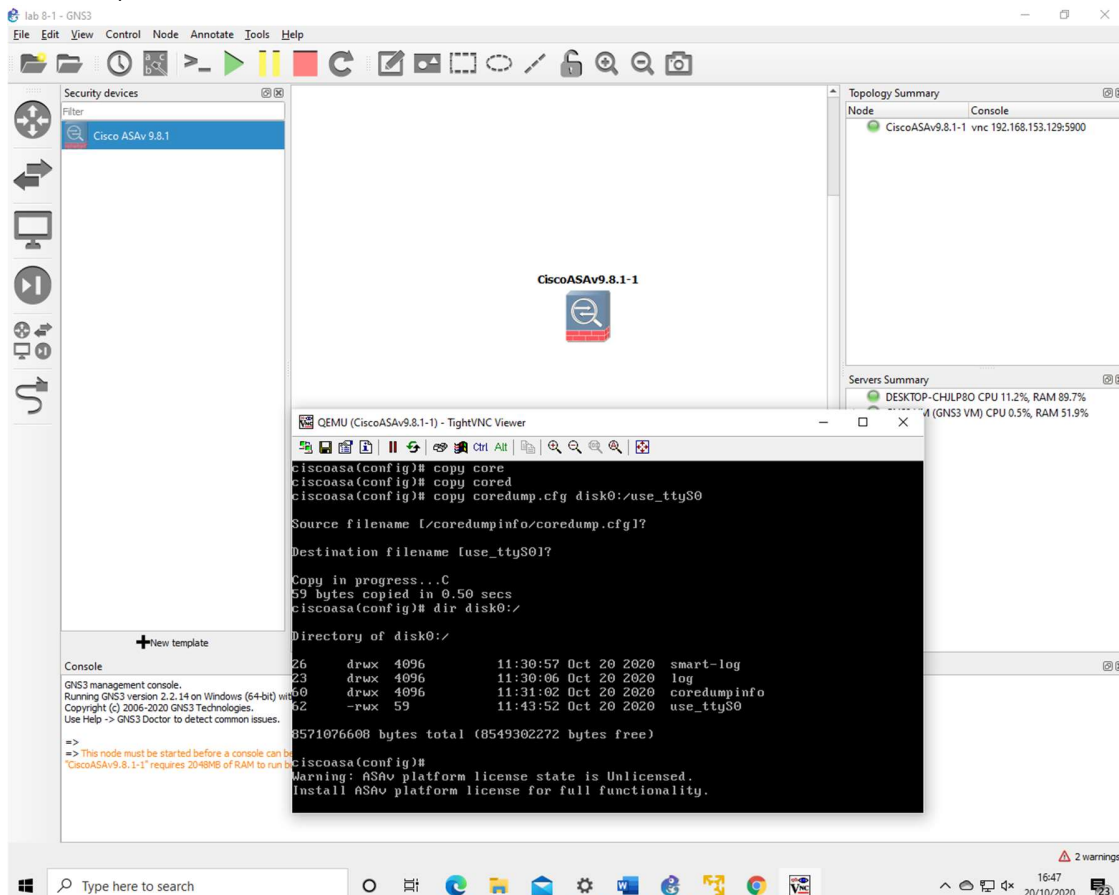 lab 8-1 - GNS3
File Edit View Control Node Annotate Tools Help
Security devices
Filter
Cisco ASAv 9.8.1
Topology Summary
Node Console
CiscoASAv9.8.1-1 vnc 192.168.153.129:5900
CiscoASAv9.8.1-1
Servers Summary
DESKTOP-CHJLP8O CPU 11.2%, RAM 89.7%
(GNS3 VM) CPU 0.5%, RAM 51.9%
QEMU (CiscoASAv9.8.1-1) - TightVNC Viewer
Ctrl Alt
ciscoasa(config)# copy core
ciscoasa(config)# copy cored
ciscoasa(config)# copy coredump.cfg disk0:/use_ttyS0
Source filename [/coredumpinfo/coredump.cfg]?
Destination filename [use_ttyS0]?
Copy in progress...C
59 bytes copied in 0.50 secs
ciscoasa(config)# dir disk0:/
Directory of disk0:/
26 drwx 4096 11:30:57 Oct 20 2020 smart-log
23 drwx 4096 11:30:06 Oct 20 2020 log
60 drwx 4096 11:31:02 Oct 20 2020 coredumpinfo
62 -rwx 59 11:43:52 Oct 20 2020 use_ttyS0
8571076608 bytes total (8549302272 bytes free)
ciscoasa(config)#
Warning: ASAv platform license state is Unlicensed.
Install ASAv platform license for full functionality.
New template
Console
GNS3 management console.
Running GNS3 version 2.2.14 on Windows (64-bit)
Copyright (c) 2006-2020 GNS3 Technologies.
Use Help -> GNS3 Doctor to detect common issues.
=>
=> This node must be started before a console can
"CiscoASAv9.8.1-1" requires 2048MB of RAM to run
2 warnings
Type here to search
16:47
20/10/2020
23